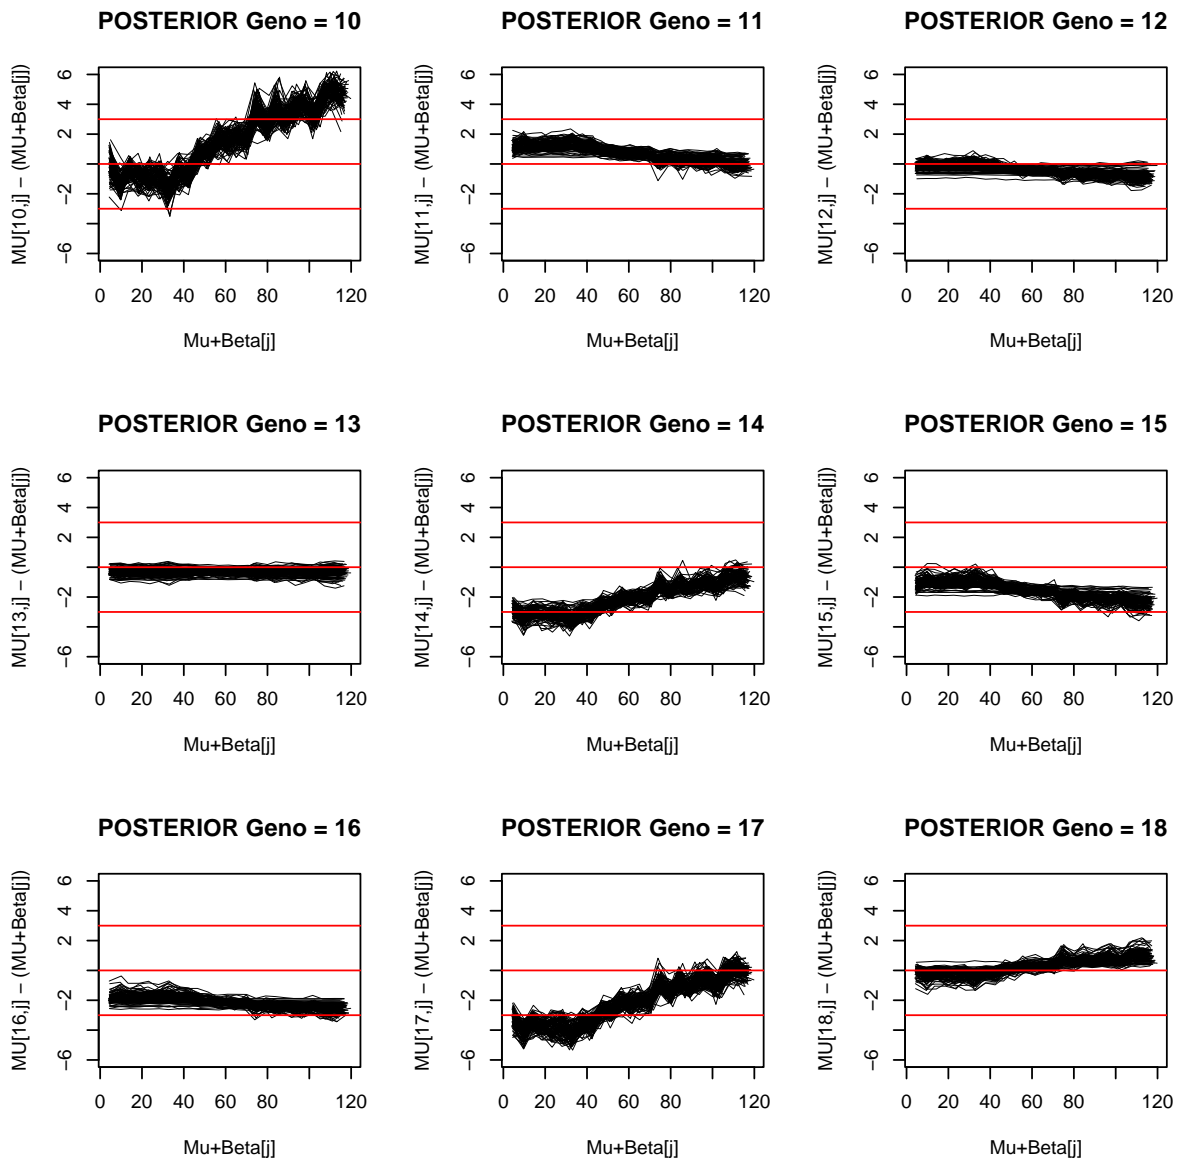 POSTERIOR Geno = 10
MU[10,j] − (MU+Beta[j])
6
4
2
−2
−6
0 20 40 60 80 120
Mu+Beta[j]
POSTERIOR Geno = 11
MU[11,j] − (MU+Beta[j])
6
4
2
−2
−6
0 20 40 60 80 120
Mu+Beta[j]
POSTERIOR Geno = 12
MU[12,j] − (MU+Beta[j])
6
4
2
−2
−6
0 20 40 60 80 120
Mu+Beta[j]
POSTERIOR Geno = 13
MU[13,j] − (MU+Beta[j])
6
4
2
−2
−6
0 20 40 60 80 120
Mu+Beta[j]
POSTERIOR Geno = 14
MU[14,j] − (MU+Beta[j])
6
4
2
−2
−6
0 20 40 60 80 120
Mu+Beta[j]
POSTERIOR Geno = 15
MU[15,j] − (MU+Beta[j])
6
4
2
−2
−6
0 20 40 60 80 120
Mu+Beta[j]
POSTERIOR Geno = 16
MU[16,j] − (MU+Beta[j])
6
4
2
−2
−6
0 20 40 60 80 120
Mu+Beta[j]
POSTERIOR Geno = 17
MU[17,j] − (MU+Beta[j])
6
4
2
−2
−6
0 20 40 60 80 120
Mu+Beta[j]
POSTERIOR Geno = 18
MU[18,j] − (MU+Beta[j])
6
4
2
−2
−6
0 20 40 60 80 120
Mu+Beta[j]